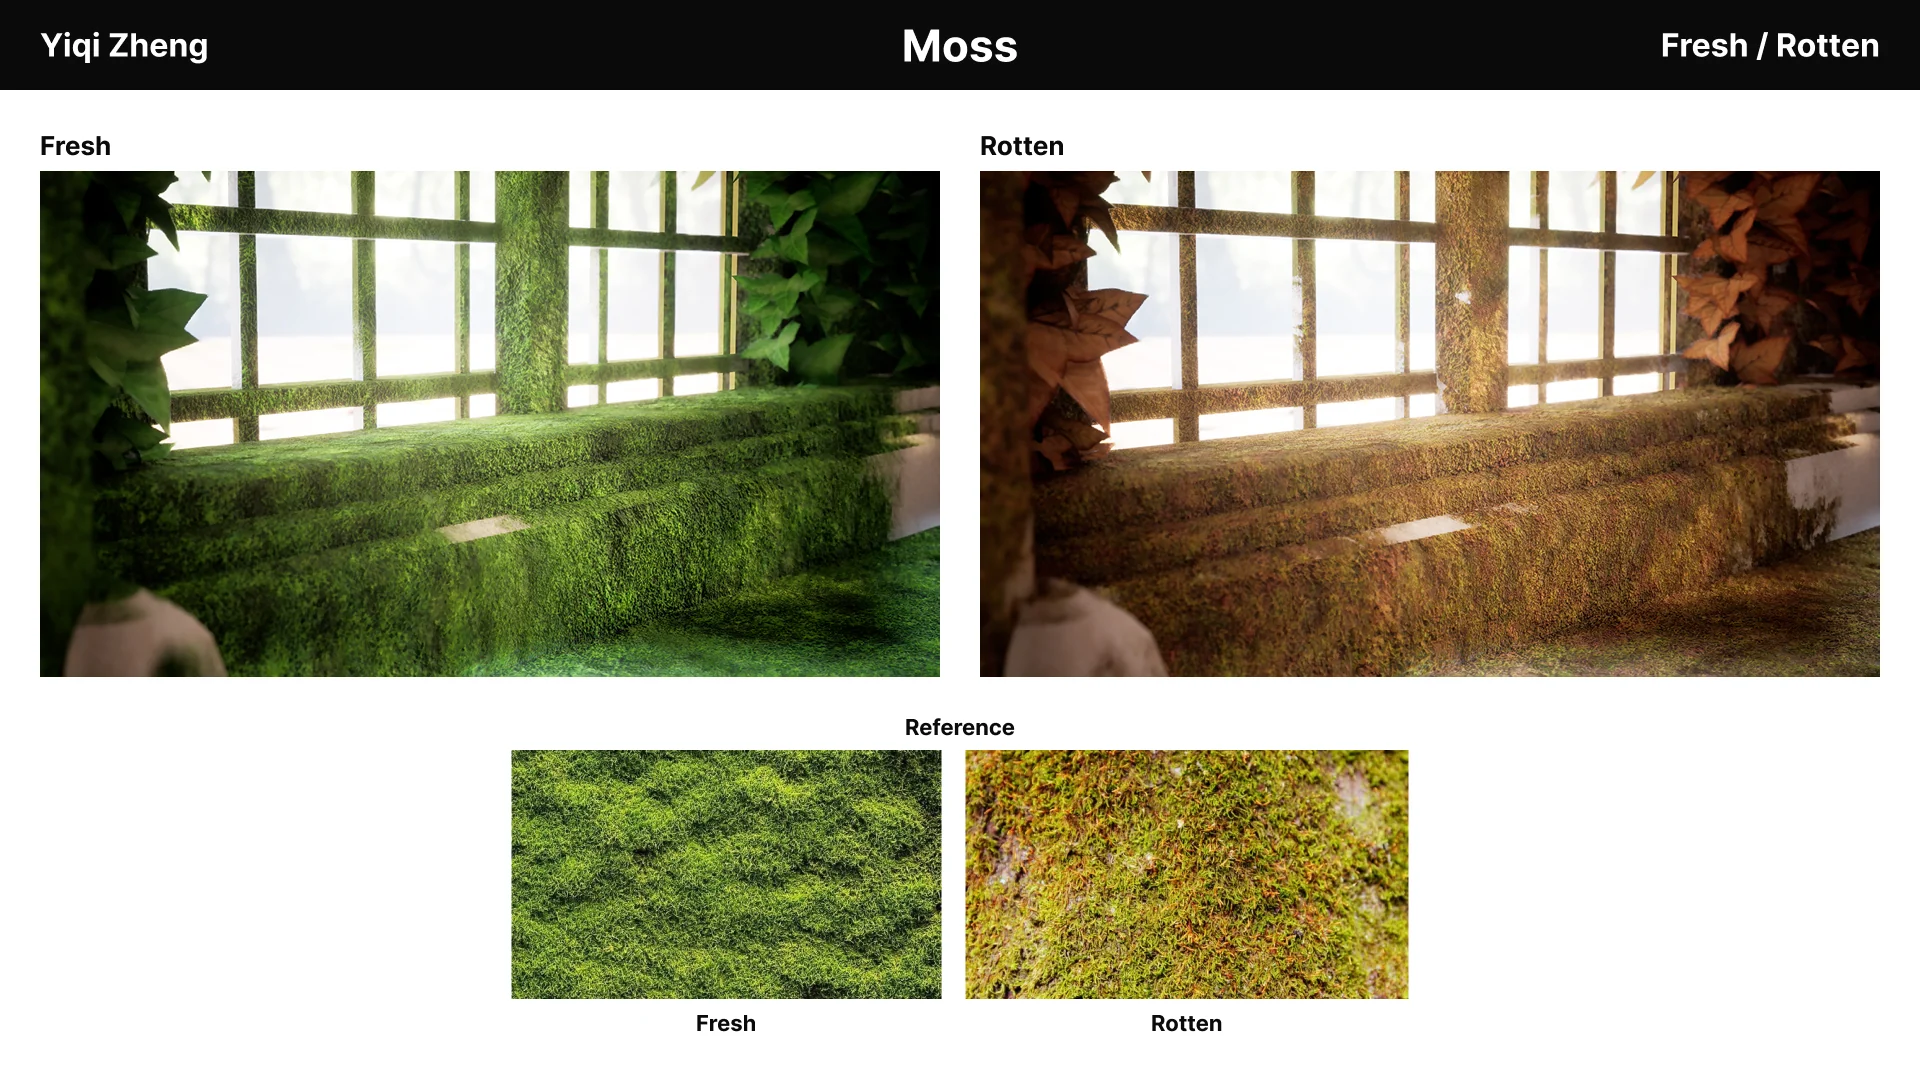 Yiqi Zheng
Moss
Fresh / Rotten
Fresh
Rotten
Reference
Fresh
Rotten